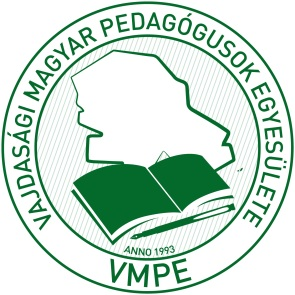 VAJDASÁGI MAGYAR PEDAGÓGUSOK EGYESÜLETE
ANNO 1993
VMPE